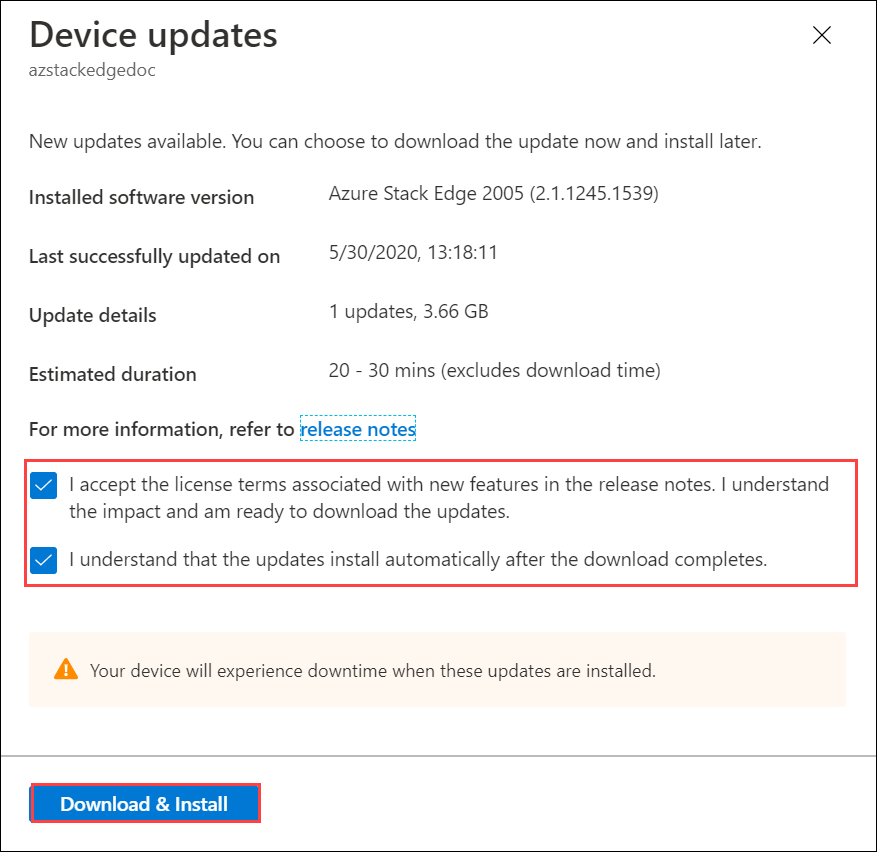 Device updates
azstackedgedoc
New updates available. You can choose to download the update now and install later.
Installed software version Azure Stack Edge 2005 (2.1.1245.1539)
Last successfully updated on 5/30/2020, 13:18:11
Update details 1 updates, 3.66 GB
Estimated duration 20 - 30 mins (excludes download time)
For more information, refer to release notes
I accept the license terms associated with new features in the release notes. I understand
the impact and am ready to download the updates.
I understand that the updates install automatically after the download completes.
Your device will experience downtime when these updates are installed.
Download & Install